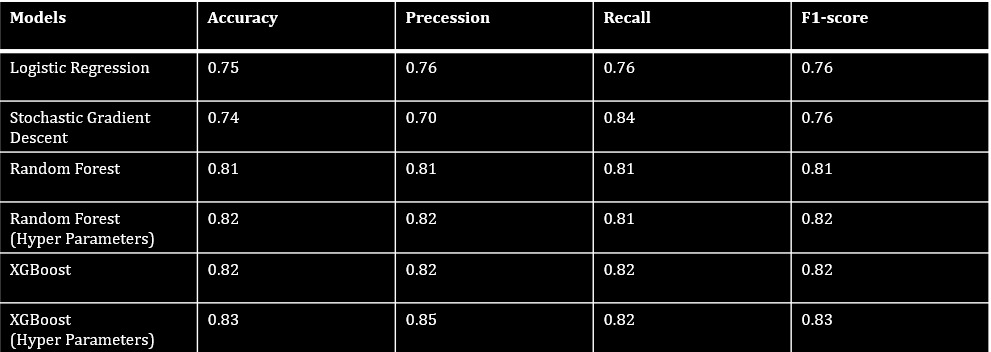 Models Accuracy Precession Recall F1-score
Logistic Regression 0.75 0.76 0.76 0.76
Stochastic Gradient 0.74 0.70 0.84 0.76
Descent
Random Forest 0.81 0.81 0.81 0.81
Random Forest 0.82 0.82 0.81 0.82
(Hyper Parameters)
XGBoost 0.82 0.82 0.82 0.82
XGBoost 0.83 0.85 0.82 0.83
(Hyper Parameters)